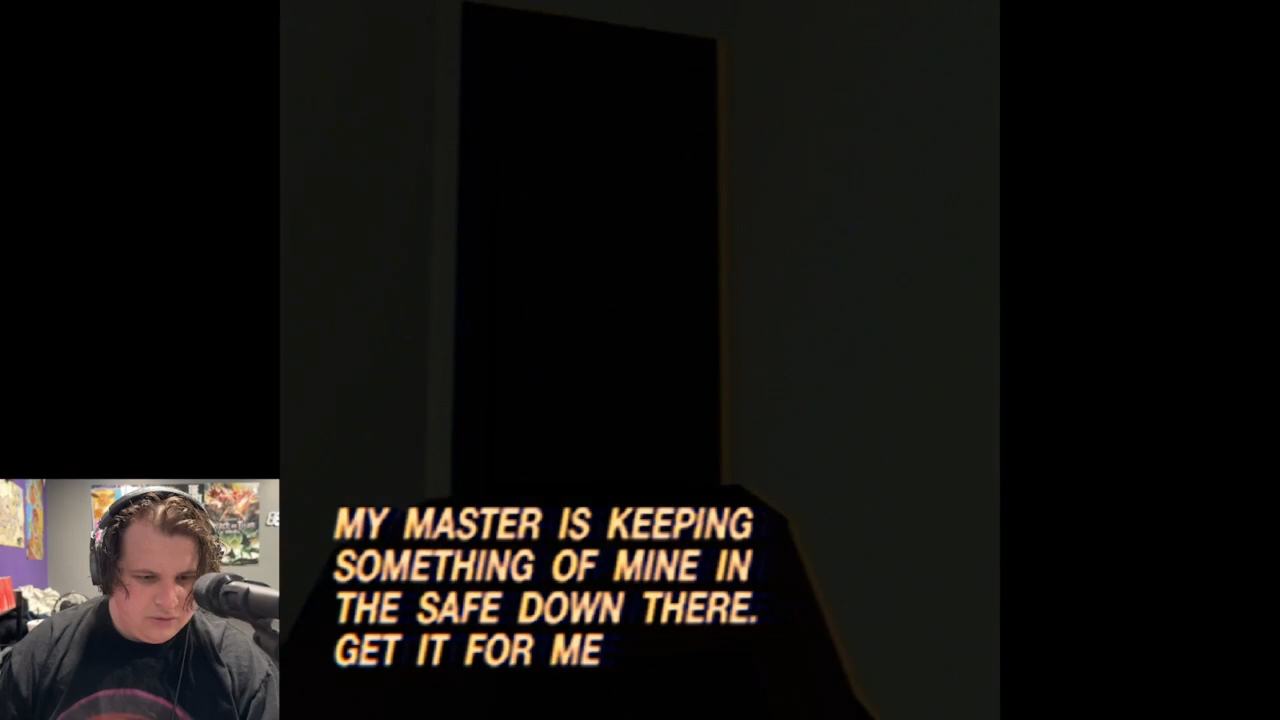 MY MASTER IS KEEPING
SOMETHING OF MINE IN
THE SAFE DOWN THERE.
GET IT FOR ME